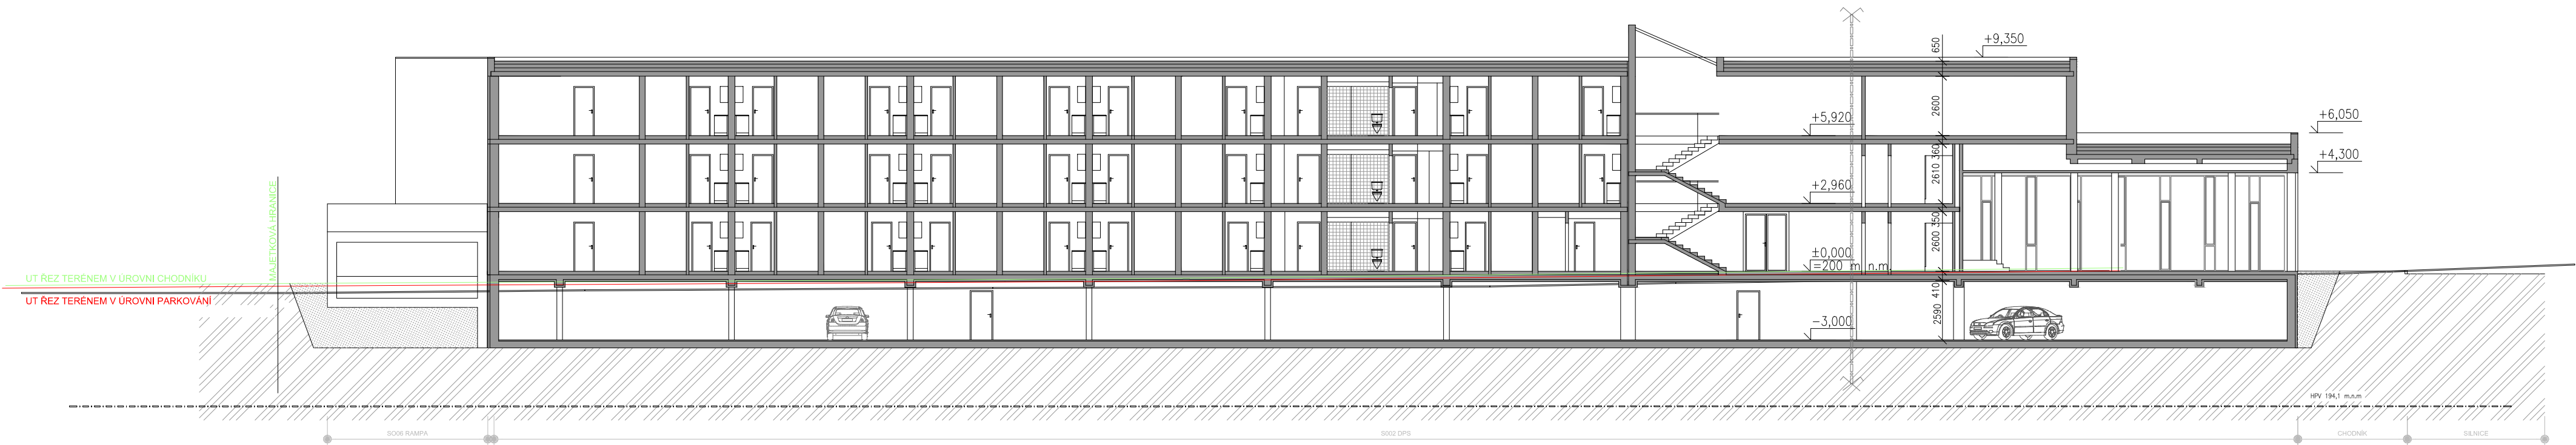 +9,350
650
2600
+5,920
+6,050
360
+4,300
2610
+2,960
MAJETKOVÁ HRANICE
350
2600
±0,000
=200 m n.m.
UT ŘEZ TERÉNEM V ÚROVNI CHODNÍKU
UT ŘEZ TERÉNEM V ÚROVNI PARKOVÁNÍ
410
2590
-3,000
HPV 194,1 m.n.m
SO06 RAMPA
S002 DPS
CHODNÍK
SILNICE